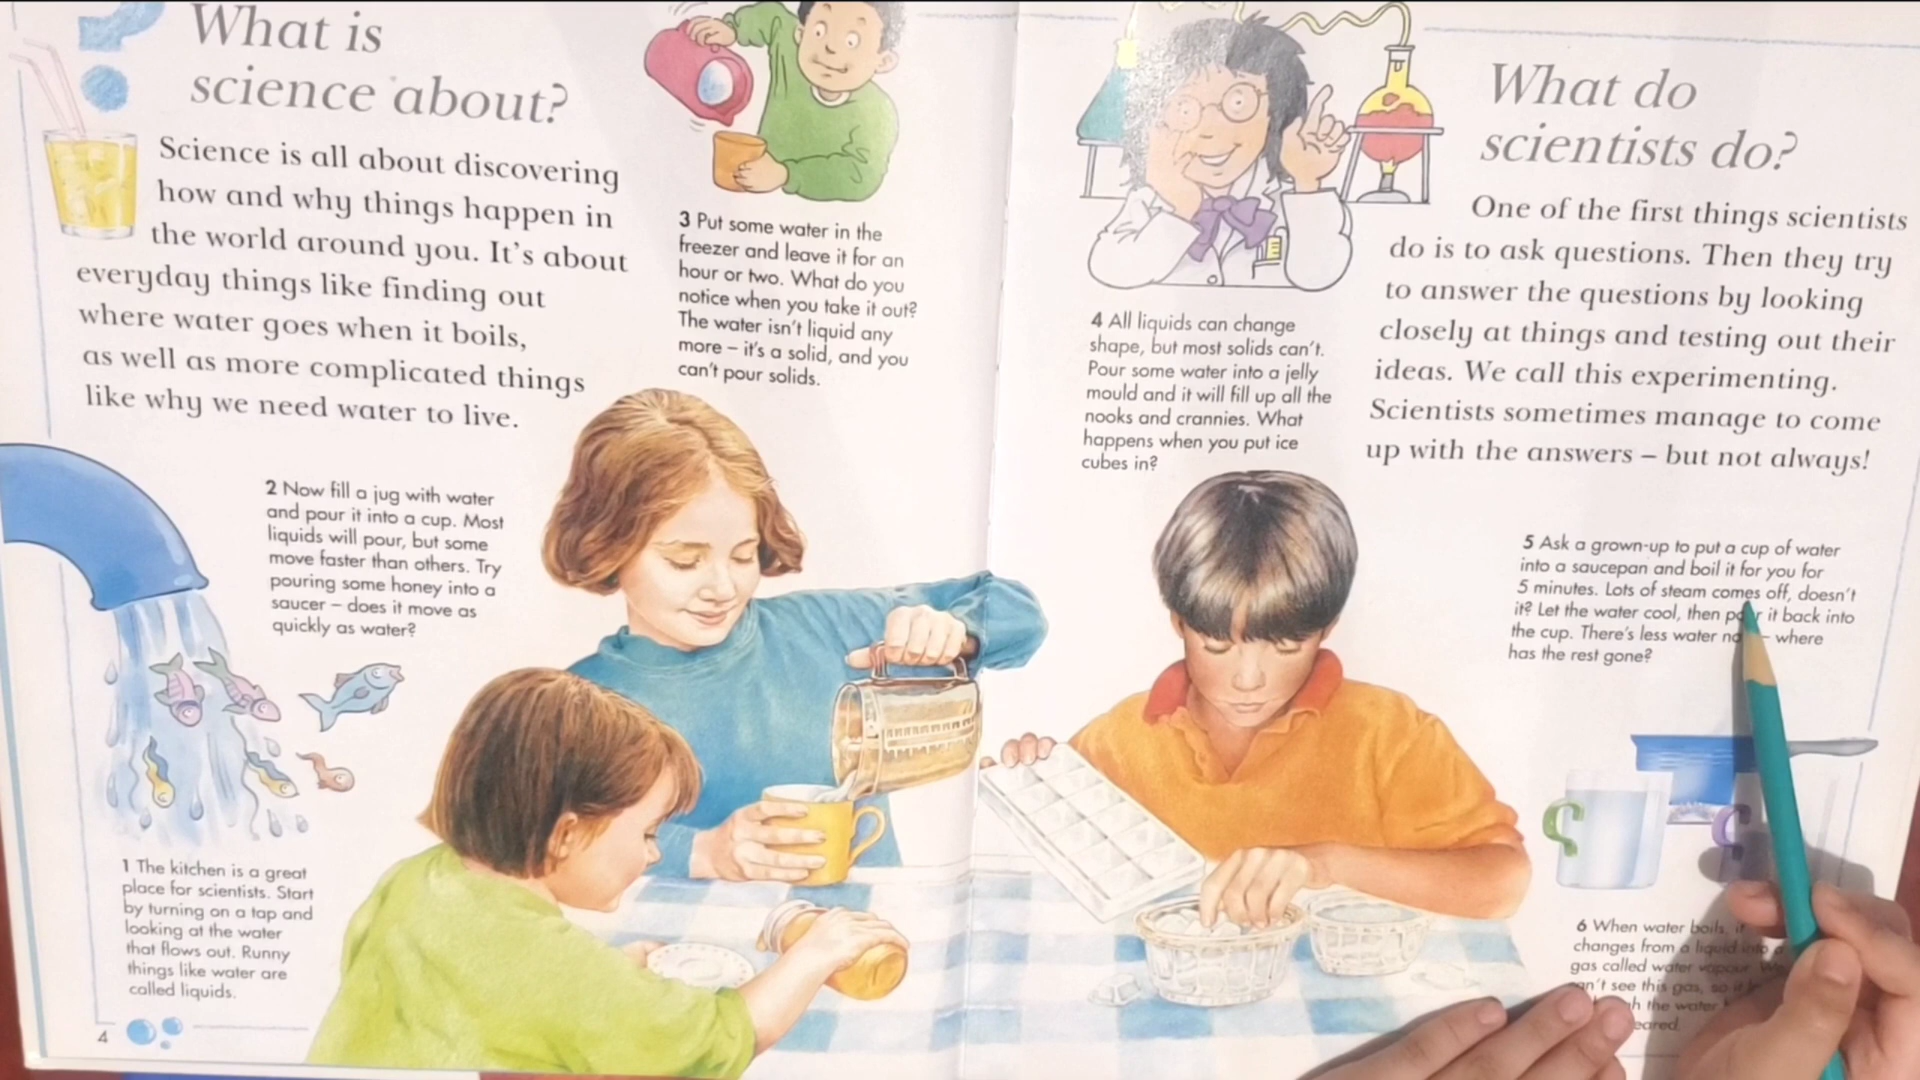 What is
science about?
Science is all about discovering
how and why things happen in
the world around you. It's about
everyday things like finding out
where water goes when it boils,
as well as more complicated things
like why we need water to live.
1 The kitchen is a great
place for scientists. Start
by turning on a tap and
looking at the water
that flows out. Runny
things like water are
called liquids.
2 Now fill a jug with water
and pour it into a cup. Most
liquids will pour, but some
move faster than others. Try
pouring some honey into a
saucer – does it move as
quickly as water?
3 Put some water in the
freezer and leave it for an
hour or two. What do you
notice when you take it out?
The water isn't liquid any
more – it's a solid, and you
can't pour solids.
4
What do
scientists do?
One of the first things scientists
do is to ask questions. Then they try
to answer the questions by looking
closely at things and testing out their
ideas. We call this experimenting.
Scientists sometimes manage to come
up with the answers – but not always!
4 All liquids can change
shape, but most solids can't.
Pour some water into a jelly
mould and it will fill up all the
nooks and crannies. What
happens when you put ice
cubes in?
5 Ask a grown-up to put a cup of water
into a saucepan and boil it for you for
5 minutes. Lots of steam comes off, doesn't
it? Let the water cool, then it back into
the cup. There's less water – where
has the rest gone?
6 When water boils, it
changes from a liquid into a
gas called water vapour.
see this gas, so it
the water